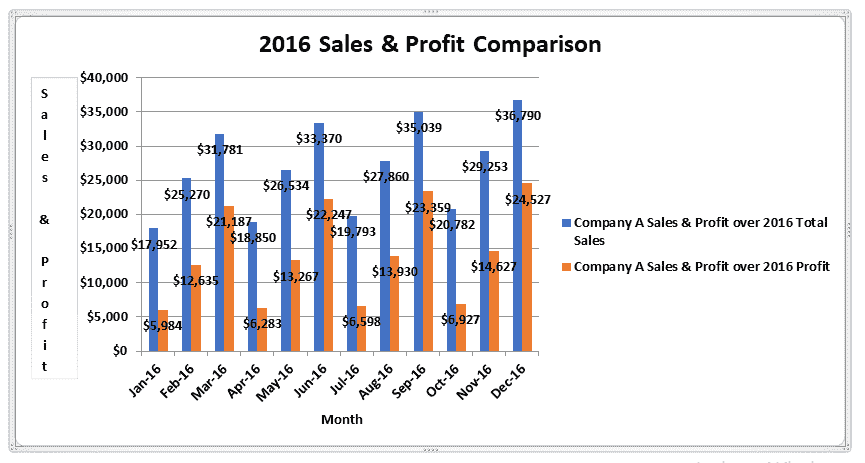 2016 Sales & Profit Comparison
Sales & Profit
$40,000
$35,000
$30,000
$25,000
$20,000
$15,000
$10,000
$5,000
$0
$17,952
$25,270
$31,781
$18,850
$26,534
$33,370
$19,793
$27,860
$35,039
$20,782
$29,253
$36,790
$5,984
$12,635
$21,187
$6,283
$13,267
$22,247
$6,598
$13,930
$23,359
$6,927
$14,627
$24,527
Jan-16
Feb-16
Mar-16
Apr-16
May-16
Jun-16
Jul-16
Aug-16
Sep-16
Oct-16
Nov-16
Dec-16
Month
Company A Sales & Profit over 2016 Total
Sales
Company A Sales & Profit over 2016 Profit